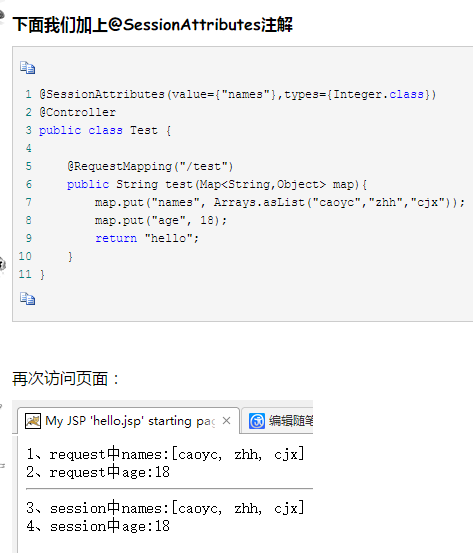 下面我们加上@SessionAttributes注解
1 @SessionAttributes(value={"names"},types={Integer.class})
2 @Controller
3 public class Test {
4
5     @RequestMapping("/test")
6     public String test(Map<String,Object> map){
7         map.put("names", Arrays.asList("caoyc","zhh","cjx"));
8         map.put("age", 18);
9         return "hello";
10     }
11 }
再次访问页面：
My JSP 'hello.jsp' starting pag 编辑随笔
1、request中names:[caoyc, zhh, cjx]
2、request中age:18
3、session中names:[caoyc, zhh, cjx]
4、session中age:18